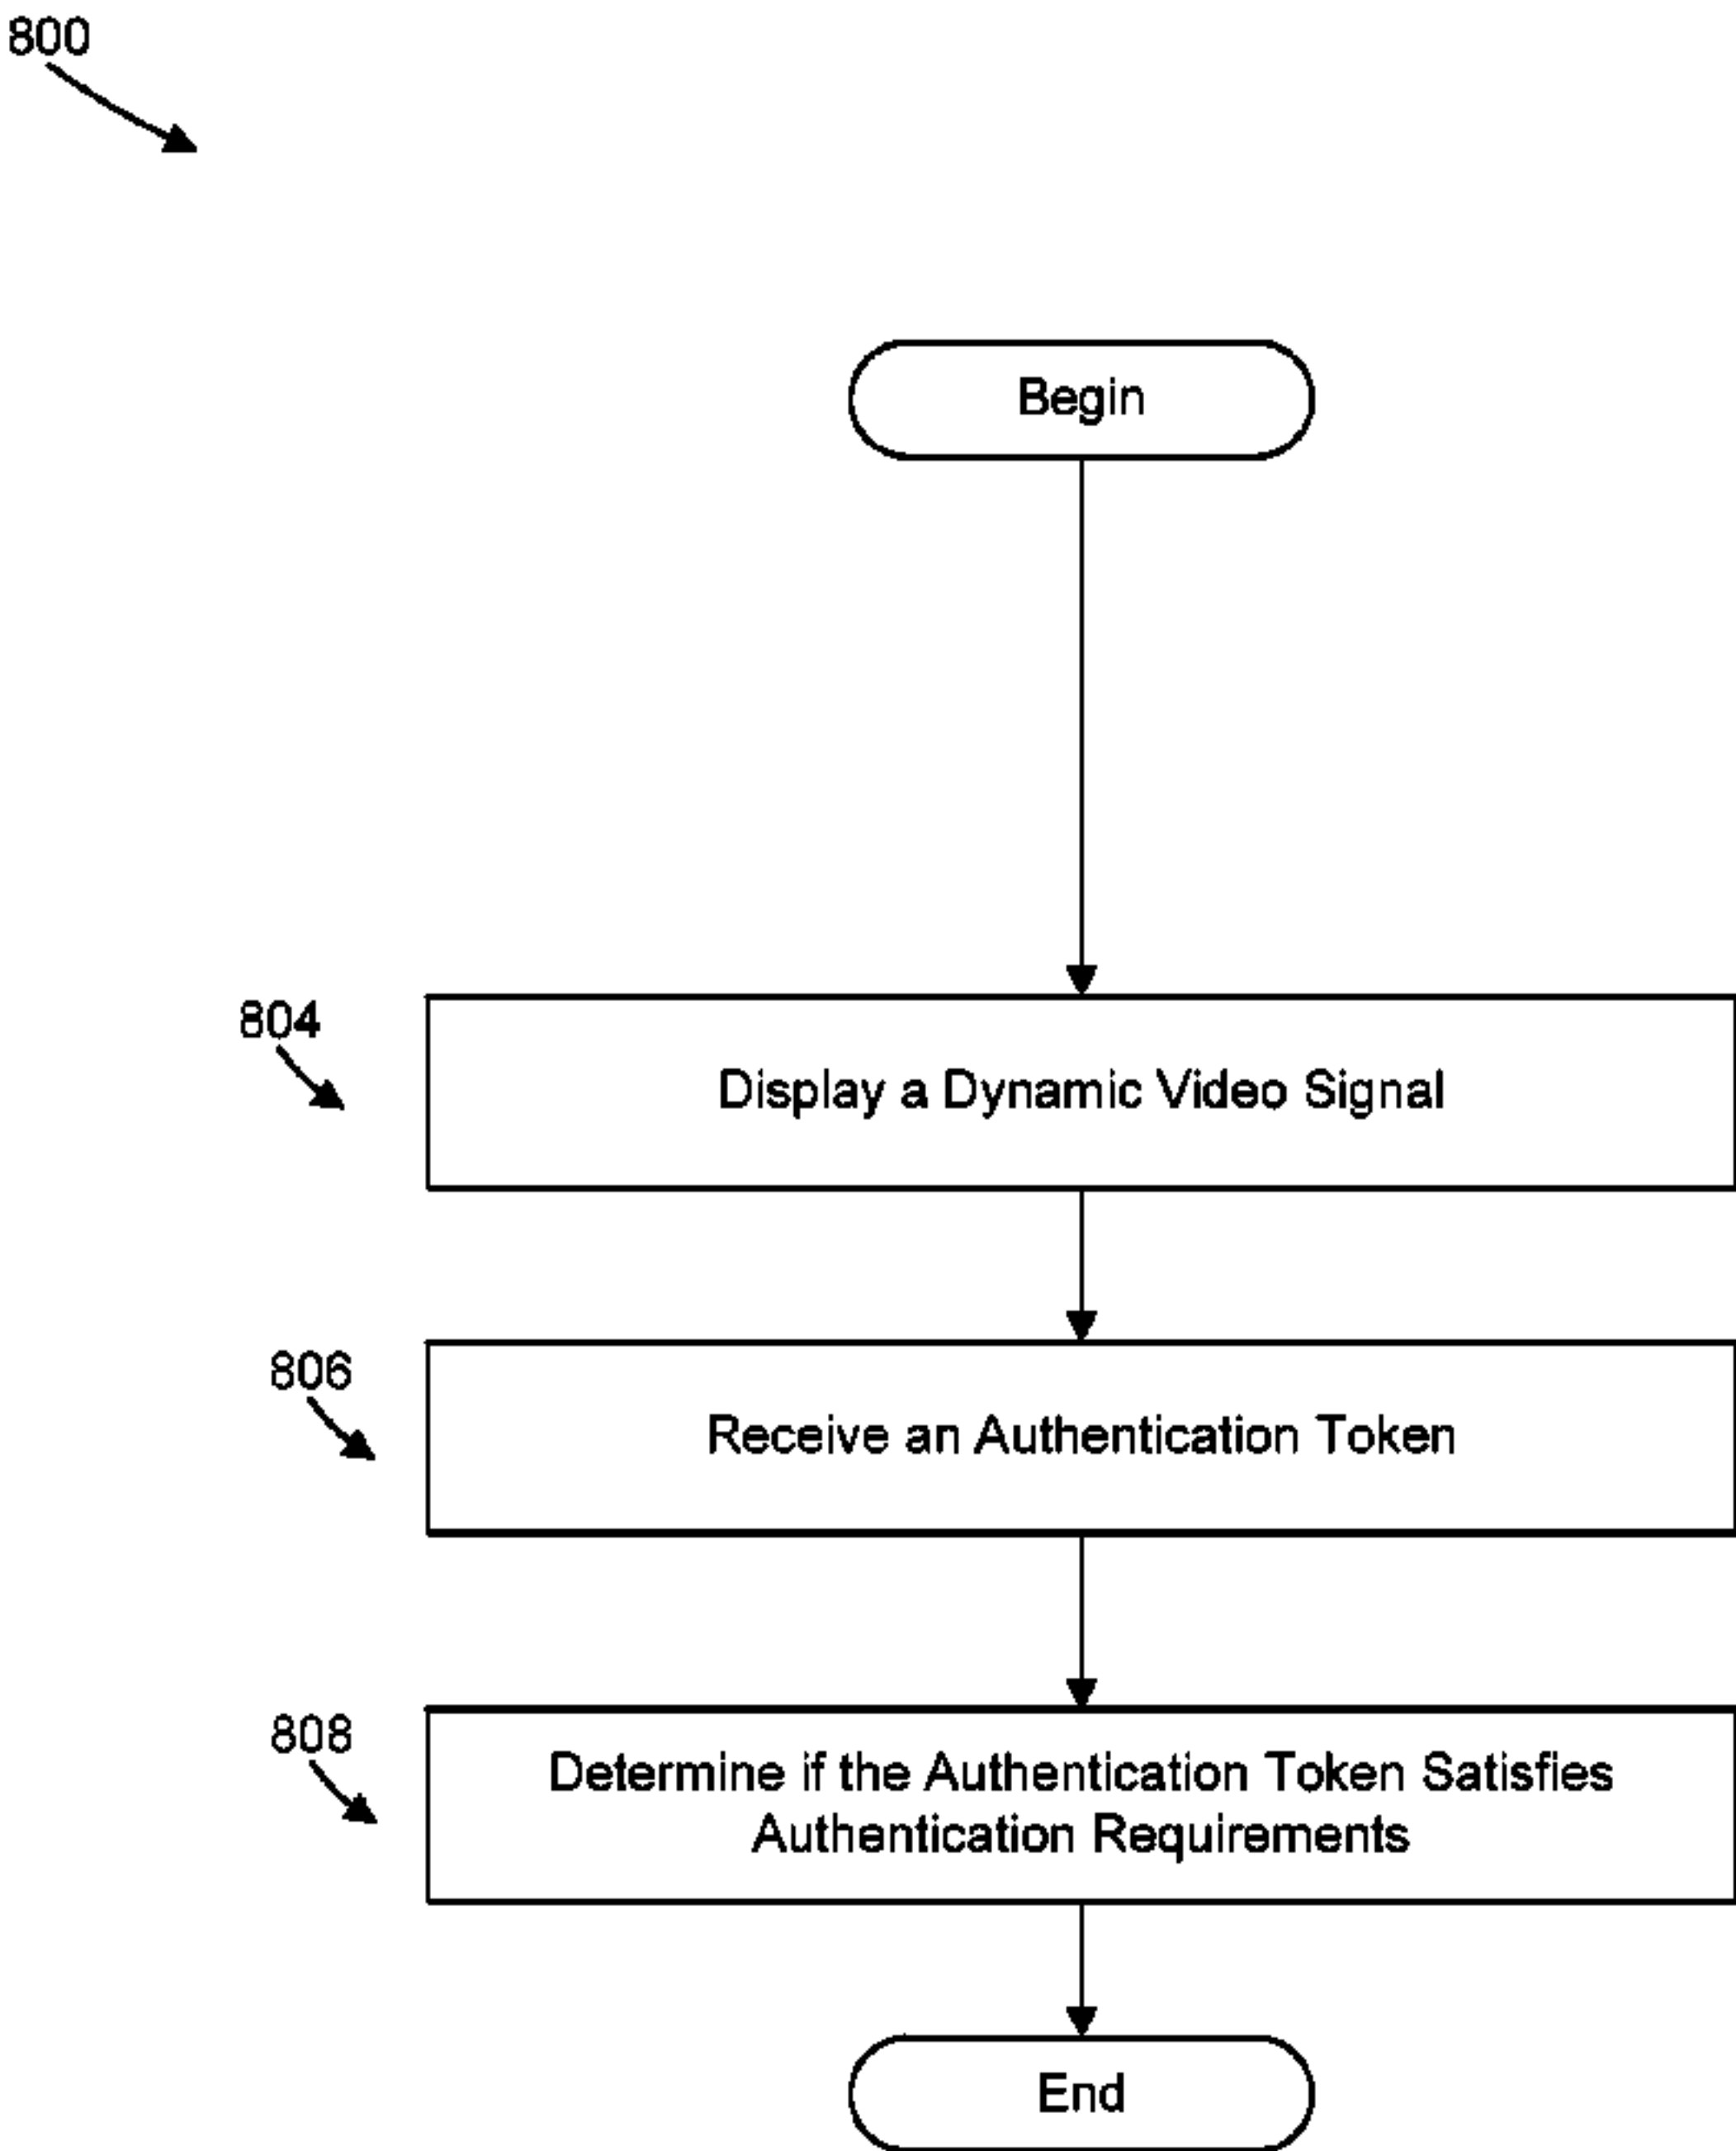 800
Begin
804
Display a Dynamic Video Signal
806
Receive an Authentication Token
808
Determine if the Authentication Token Satisfies
Authentication Requirements
End